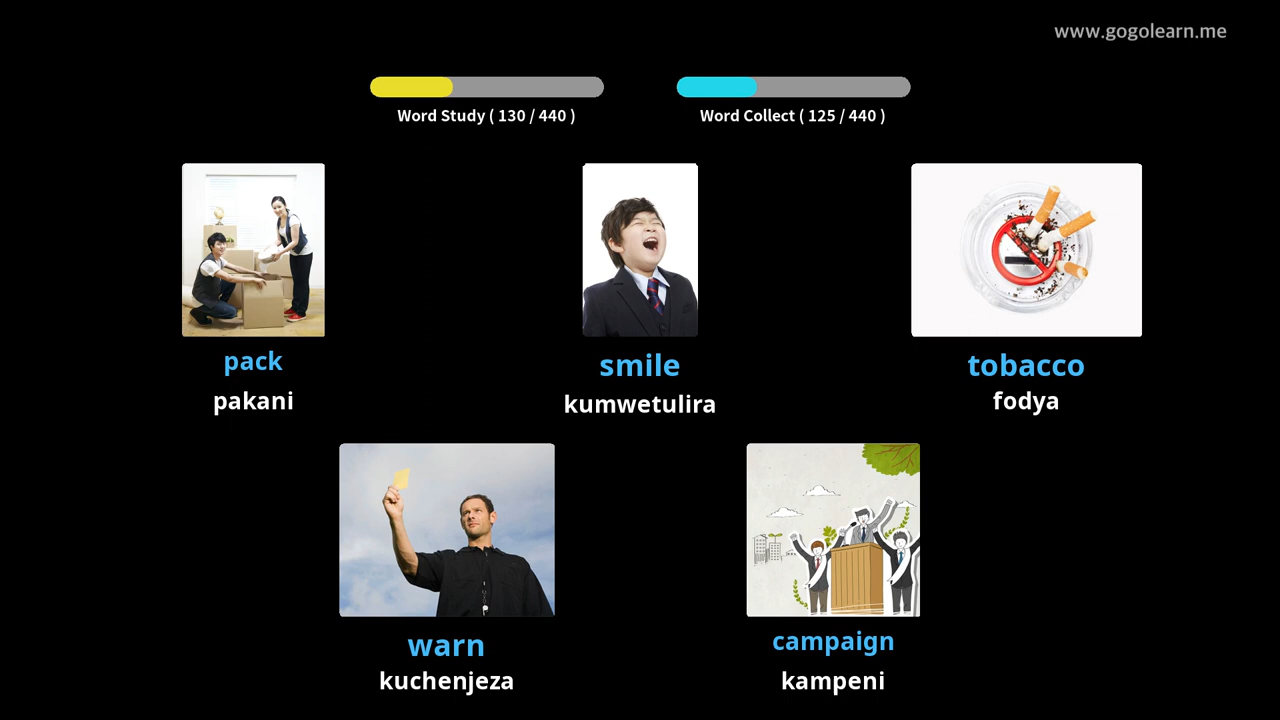 www.gogolearn.me
Word Study ( 130 / 440 )
Word Collect ( 125 / 440 )
pack
pakani
smile
kumwetulira
tobacco
fodya
warn
kuchenjeza
campaign
kampeni